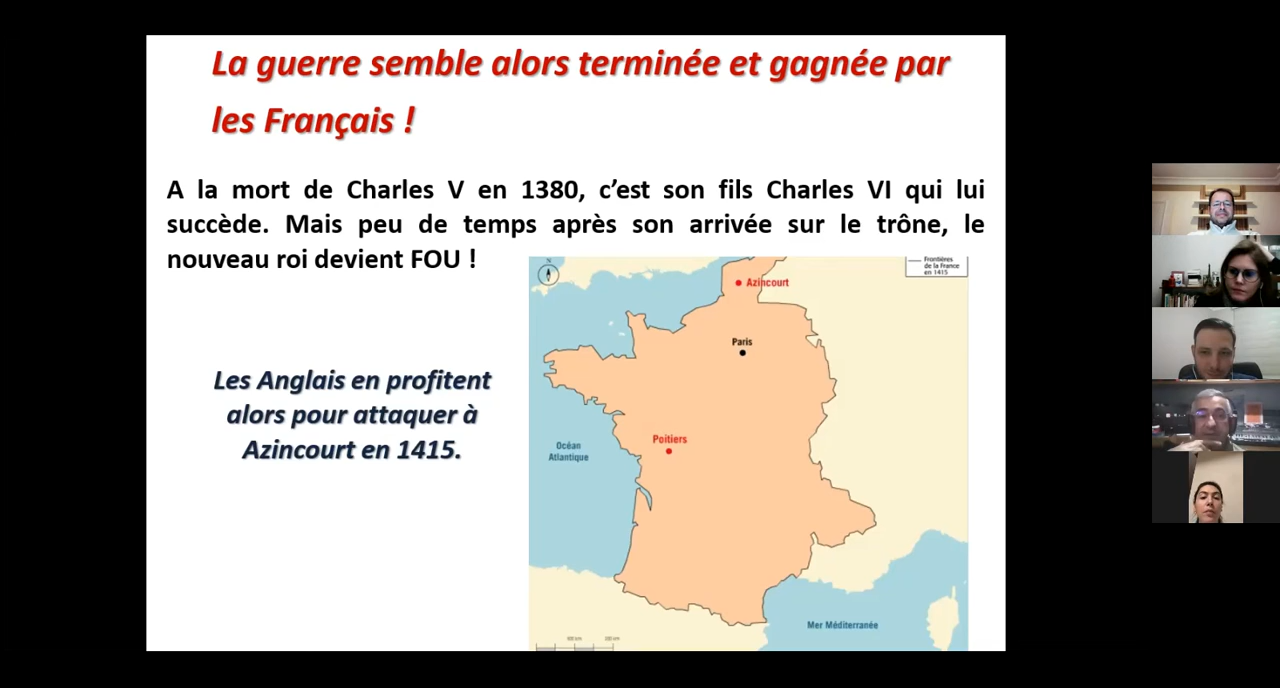 La guerre semble alors terminée et gagnée par
les Français !
A la mort de Charles V en 1380, c’est son fils Charles VI qui lui
succède. Mais peu de temps après son arrivée sur le trône, le
nouveau roi devient FOU !
Les Anglais en profitent
alors pour attaquer à
Azincourt en 1415.
N
Frontières
de la France
en 1415
Azincourt
Paris
Poitiers
Océan
Atlantique
Mer Méditerranée